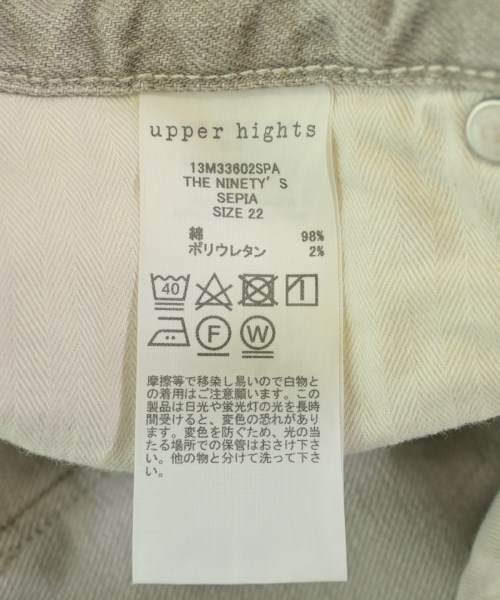 upper hights
13M33602SPA
THE NINETY'S
SEPIA
SIZE 22
綿 98%
ポリウレタン 2%
40
F W
摩擦等で移染し易いので白物と
の着用はご注意願います。この
製品は日光や蛍光灯の光を長時
間受けると、変色の恐れがあり
ます。変色を防ぐため、光の当
たる場所での保管はおさけ下さ
い。他の物と分けて洗って下さ
い。